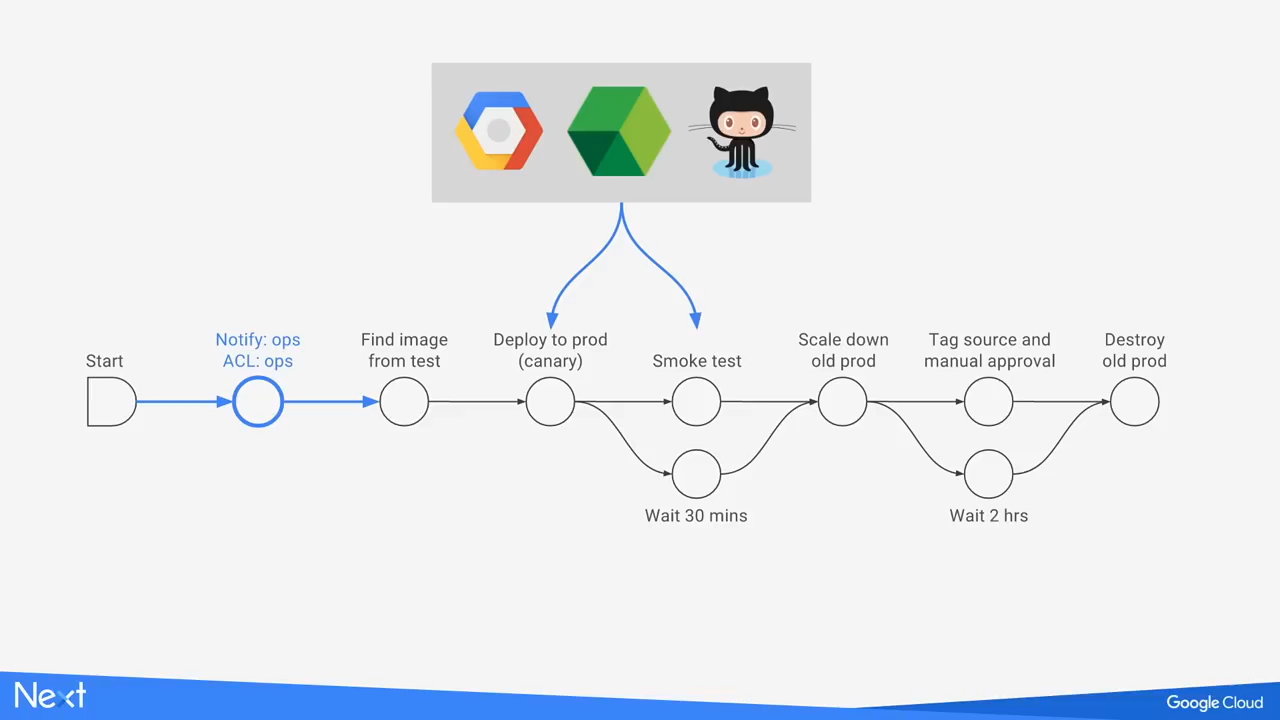 Start
Notify: ops
ACL: ops
Find image
from test
Deploy to prod
(canary)
Smoke test
Scale down
old prod
Tag source and
manual approval
Destroy
old prod
Wait 30 mins
Wait 2 hrs
Next
Google Cloud